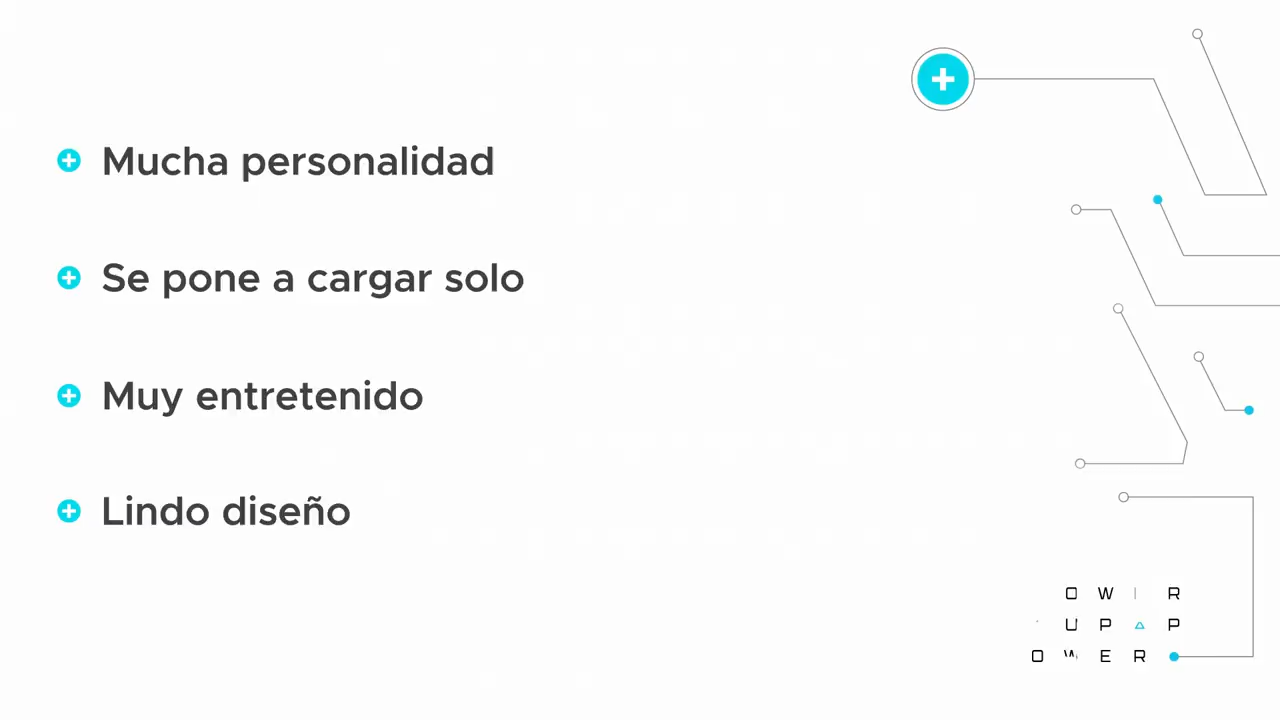 Mucha personalidad
Se pone a cargar solo
Muy entretenido
Lindo diseño